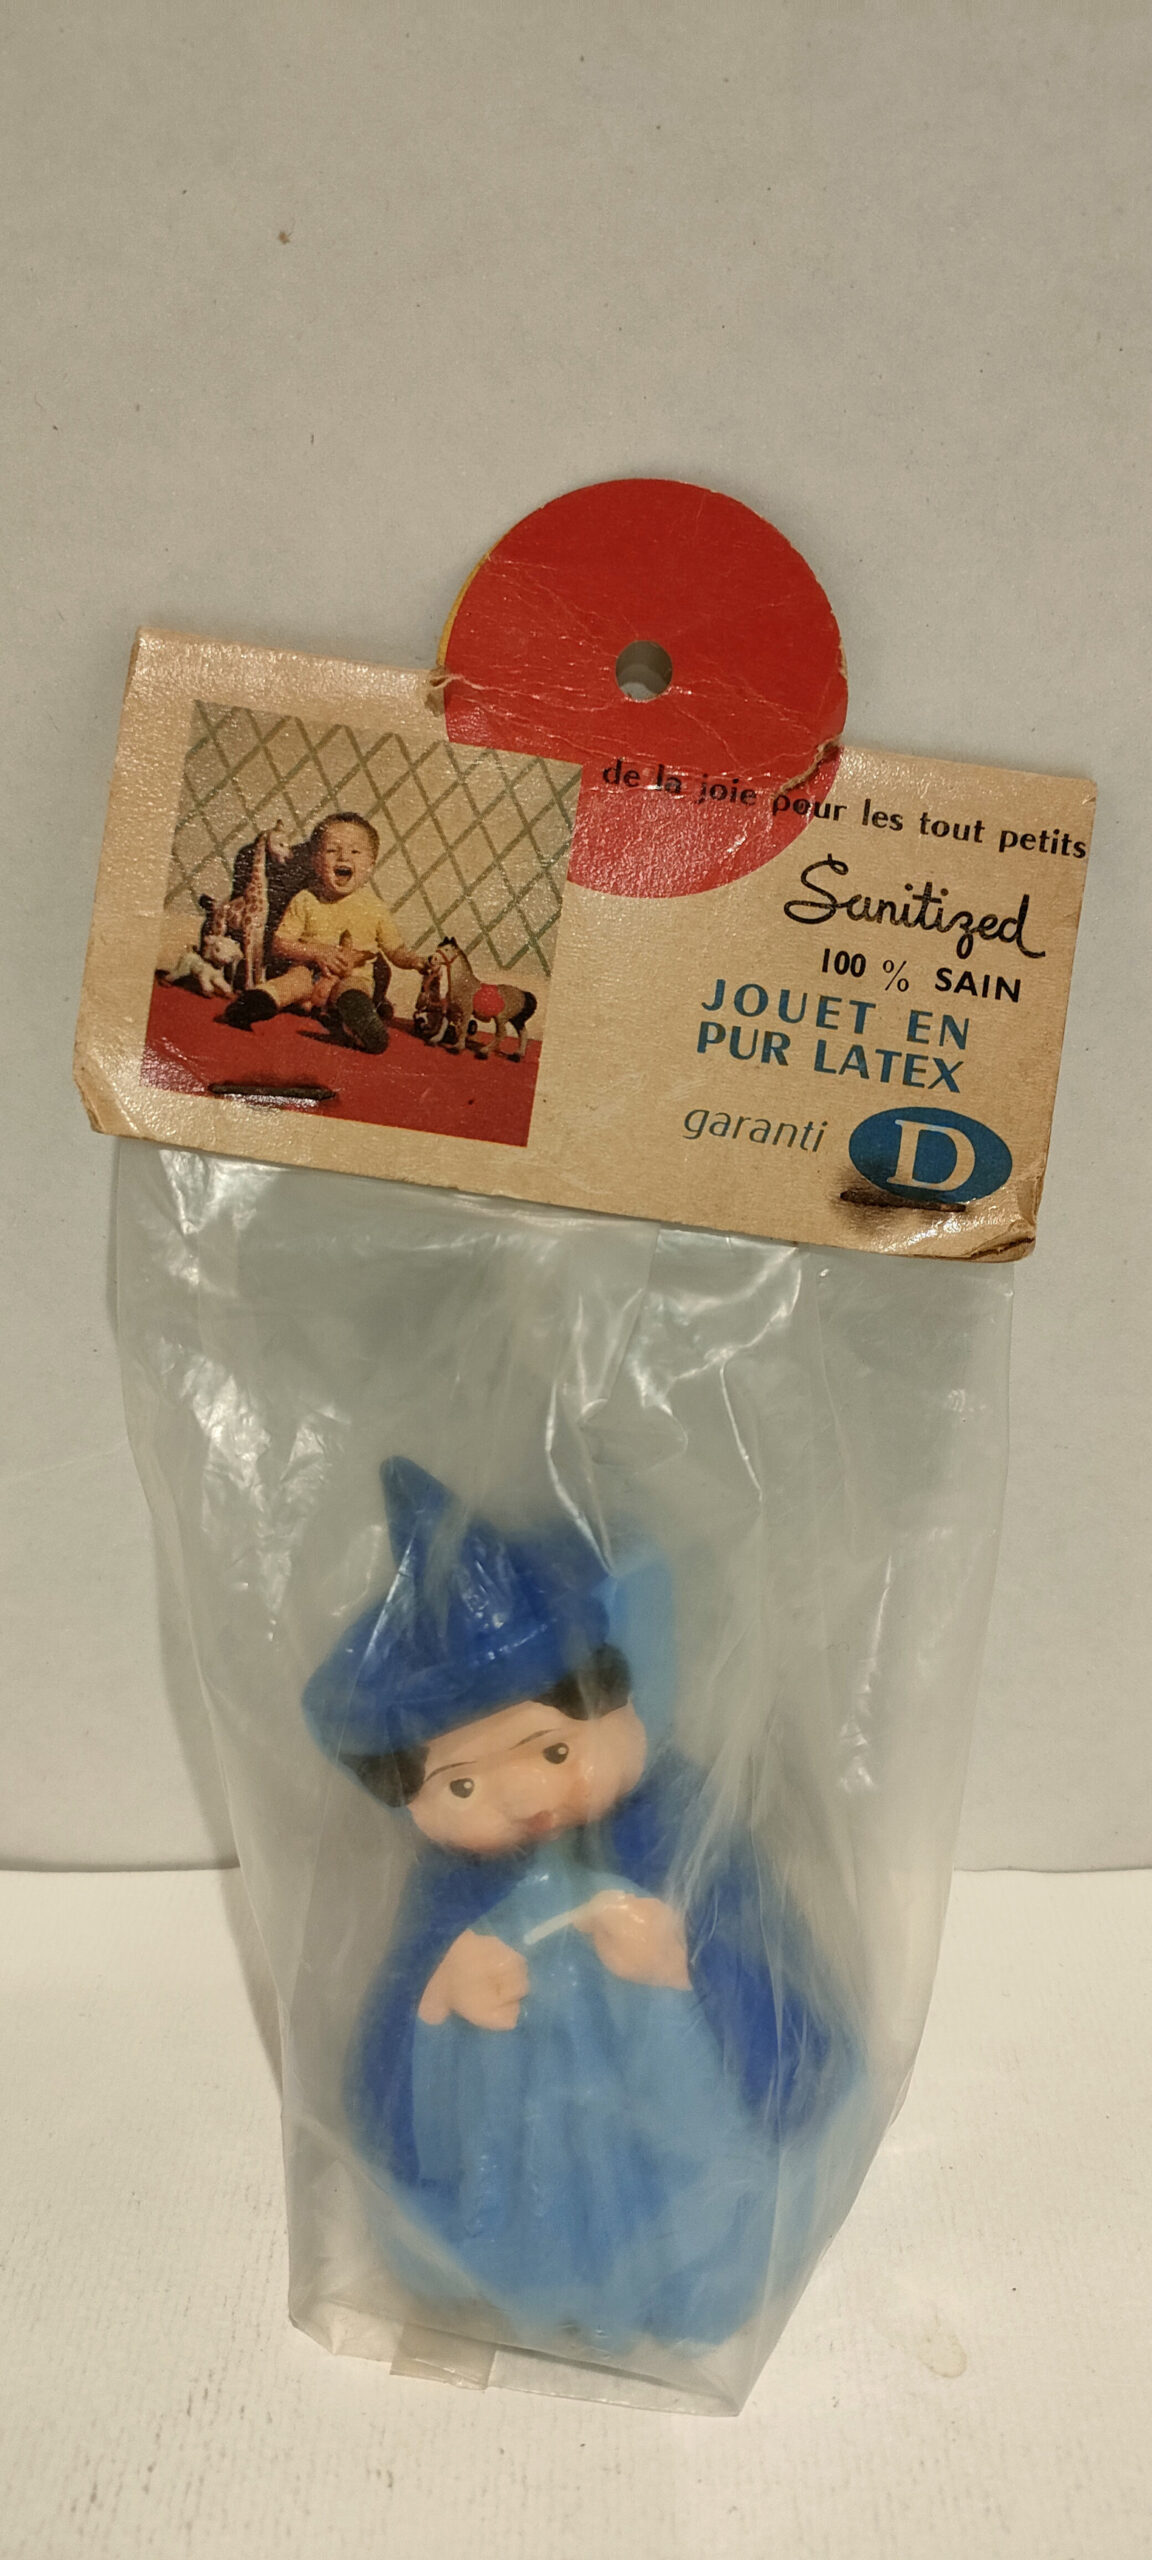 de la joie pour les tout petits
Sanitized
100 % SAIN
JOUET EN
PUR LATEX
garanti D